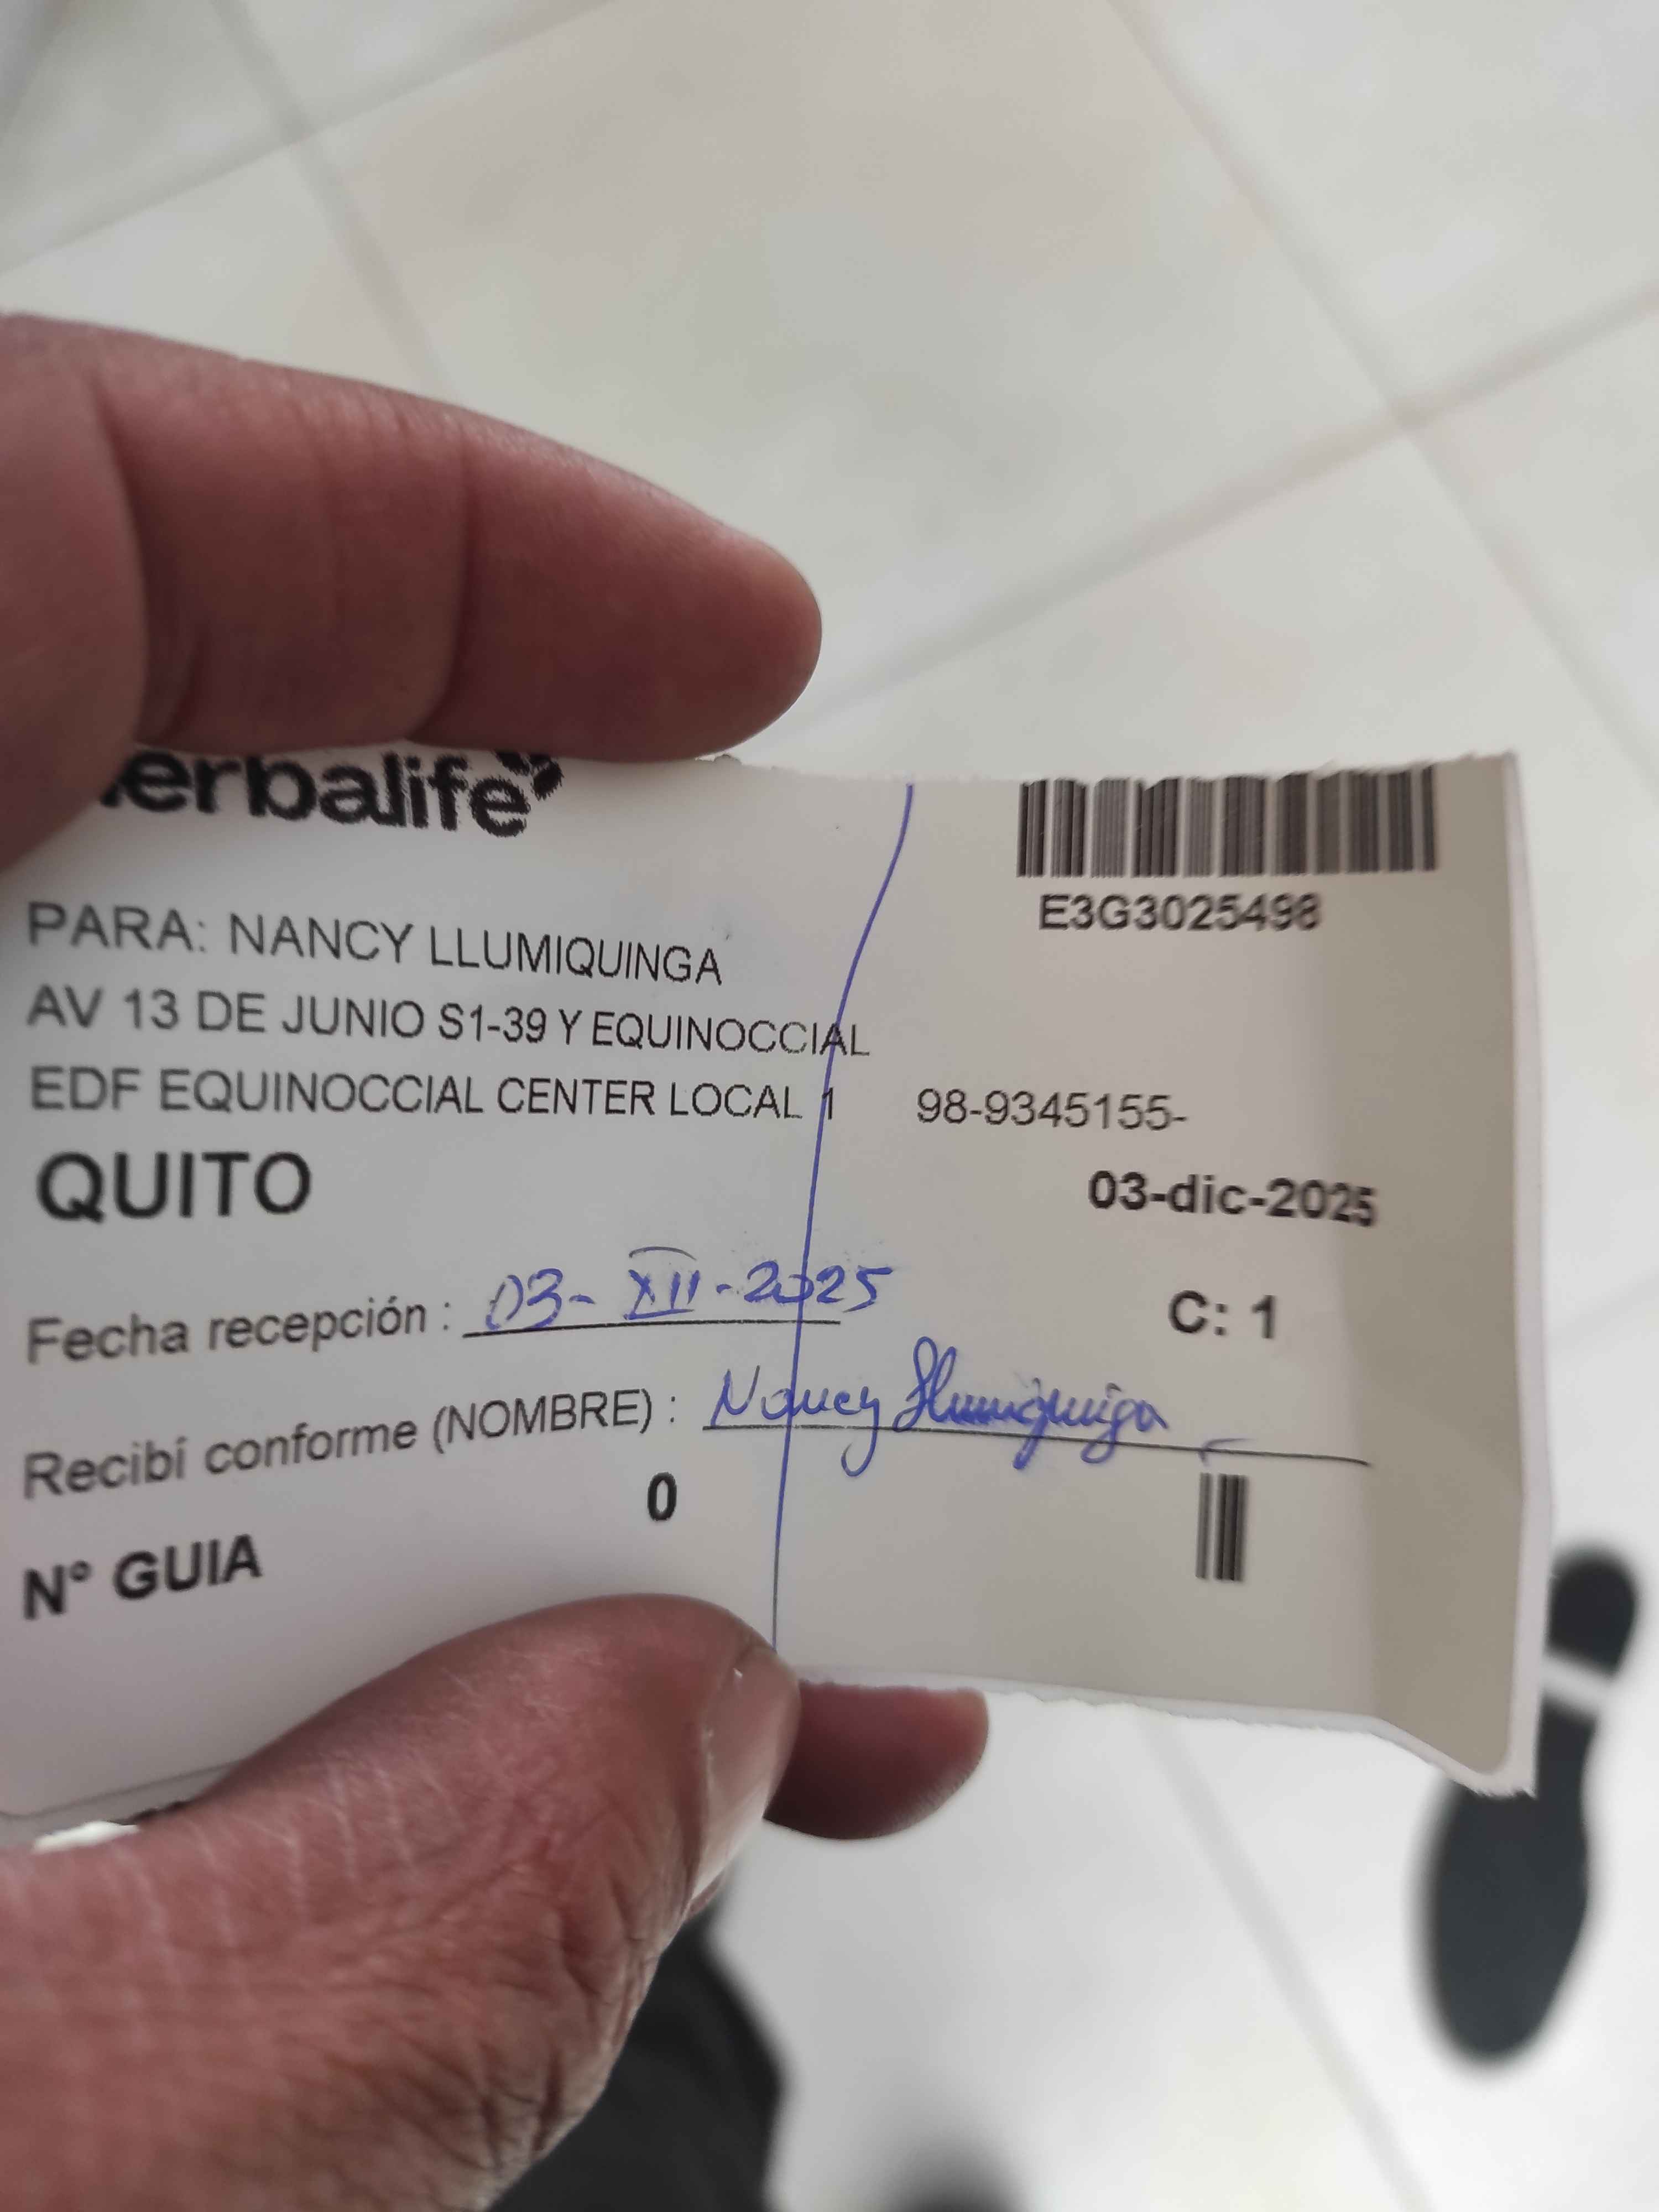 herbalife
E3G3025498
PARA: NANCY LLUMIQUINGA
AV 13 DE JUNIO S1-39 Y EQUINOCCIAL
EDF EQUINOCCIAL CENTER LOCAL 1 98-9345155-
QUITO
03-dic-2025
Fecha recepción : 03-XII-2025
C: 1
Recibí conforme (NOMBRE) : Nancy Llumiquinga
0
N° GUIA